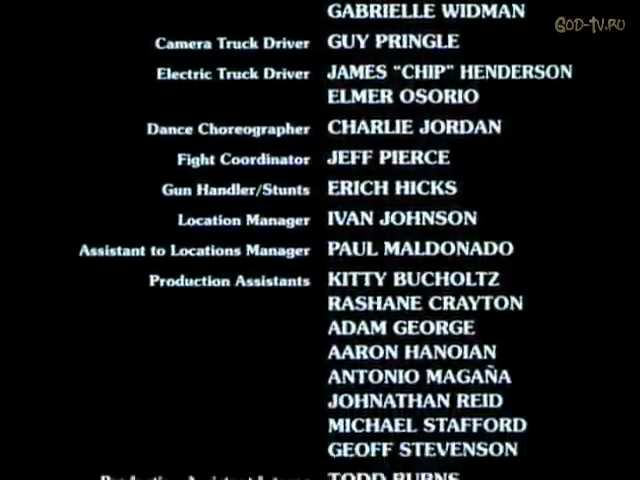 GABRIELLE WIDMAN
GOD-TV.RU
Camera Truck Driver GUY PRINGLE
Electric Truck Driver JAMES “CHIP” HENDERSON
ELMER OSORIO
Dance Choreographer CHARLIE JORDAN
Fight Coordinator JEFF PIERCE
Gun Handler/Stunts ERICH HICKS
Location Manager IVAN JOHNSON
Assistant to Locations Manager PAUL MALDONADO
Production Assistants KITTY BUCHOLTZ
RASHANE CRAYTON
ADAM GEORGE
AARON HANOIAN
ANTONIO MAGAÑA
JOHNATHAN REID
MICHAEL STAFFORD
GEOFF STEVENSON
TODD BURNS